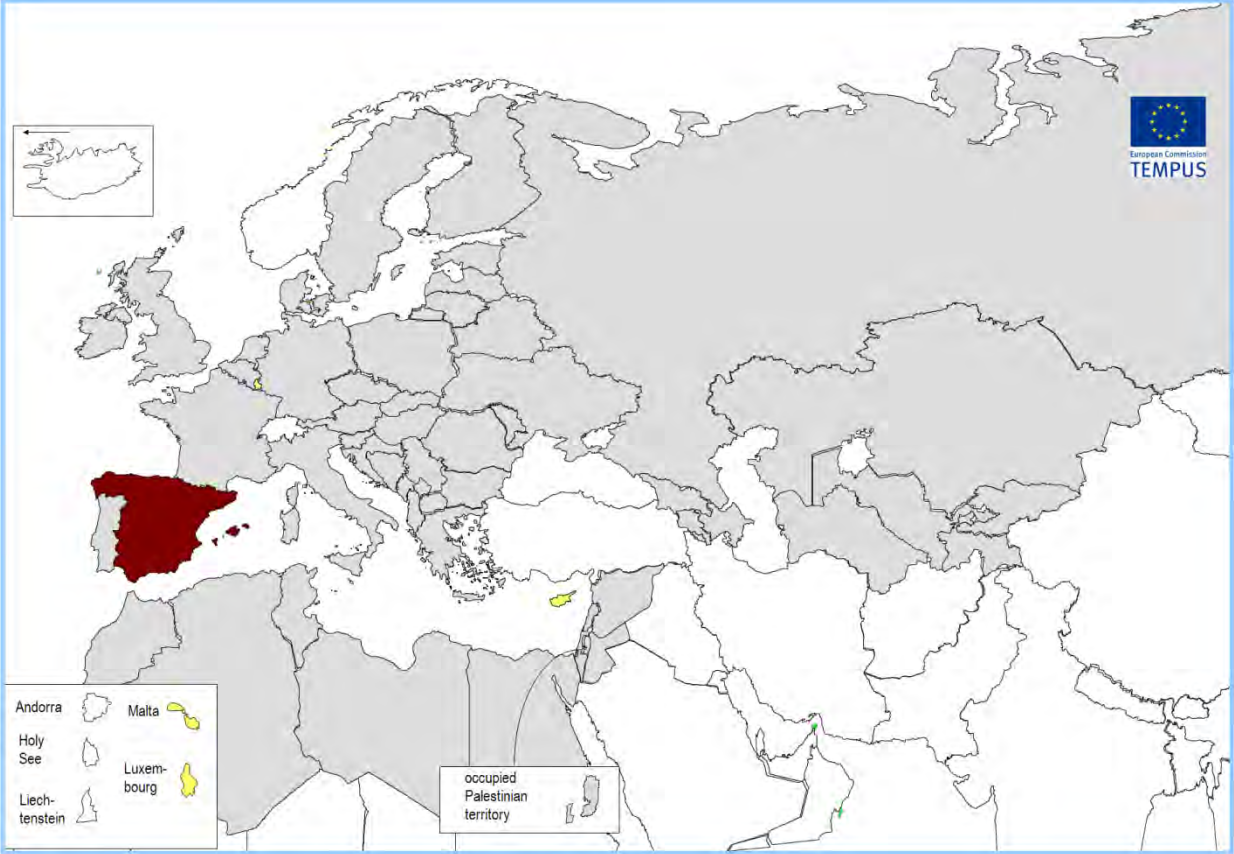 European Commission
TEMPUS
Andorra
Malta
Holy
See
Luxem-
bourg
Liech-
tenstein
occupied
Palestinian
territory